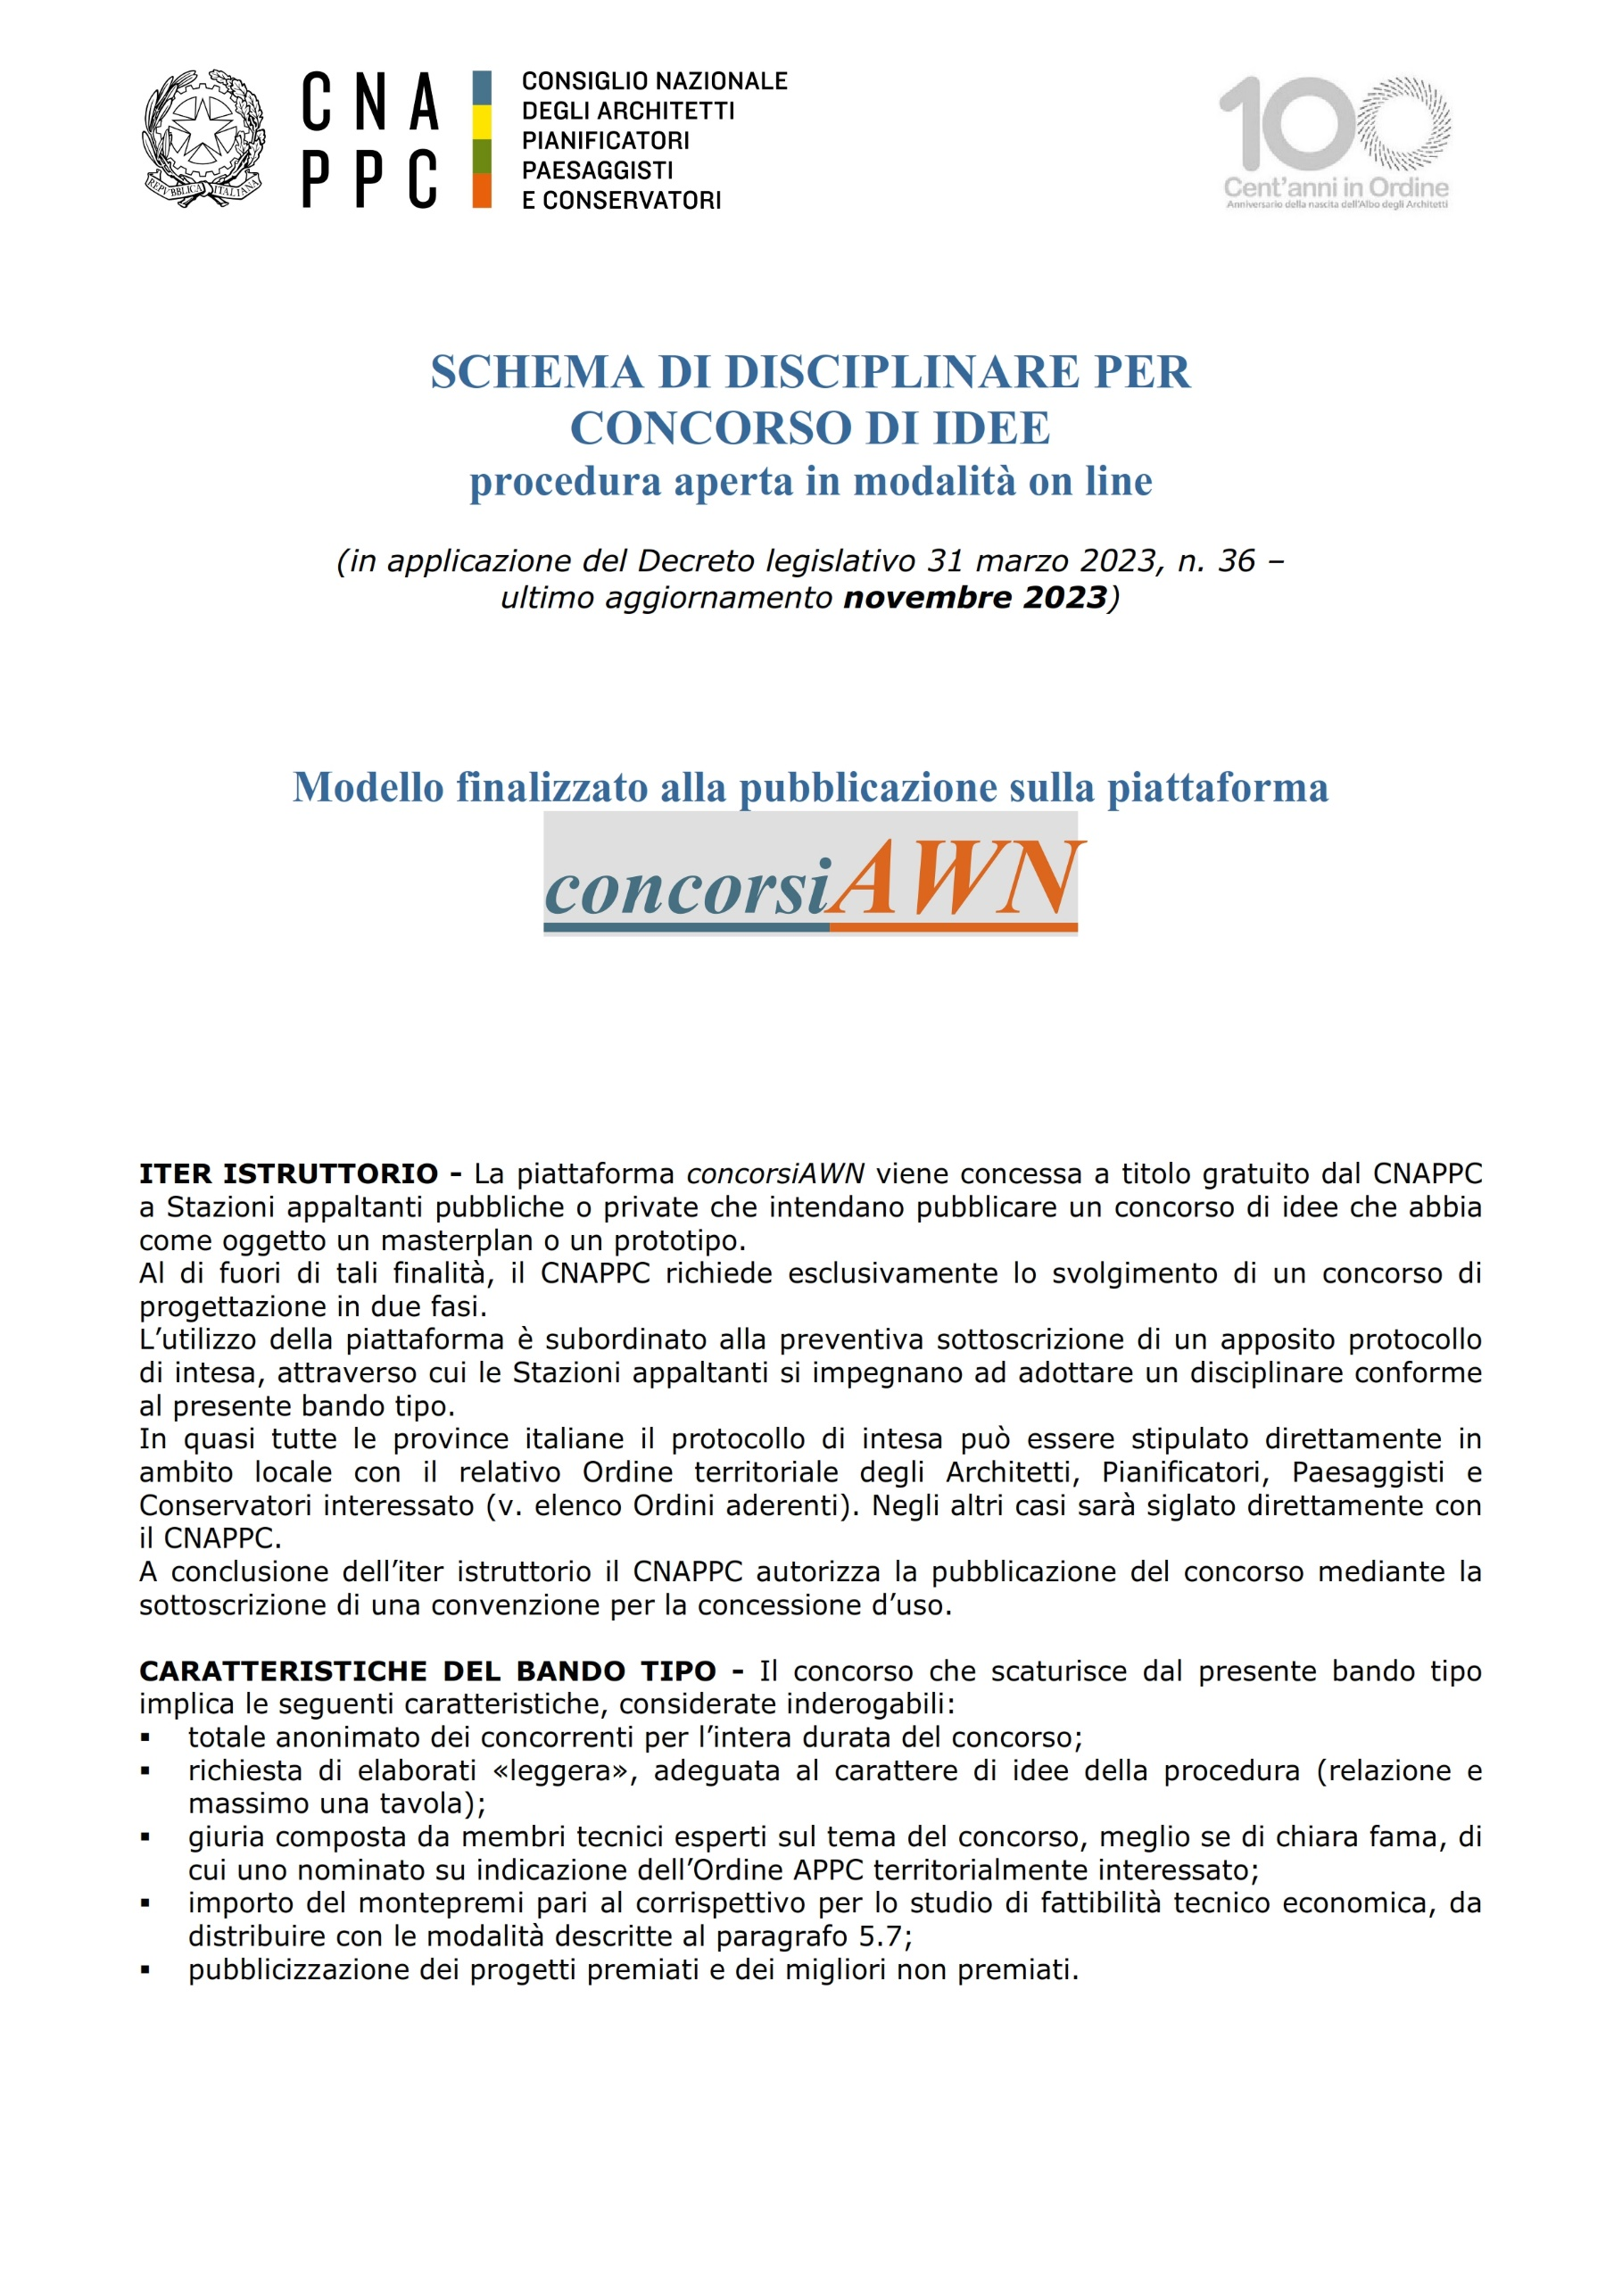 REPVBBLICA ITALIANA
CNA
PPC
CONSIGLIO NAZIONALE
DEGLI ARCHITETTI
PIANIFICATORI
PAESAGGISTI
E CONSERVATORI
100
Cent'anni in Ordine
Anniversario della nascita dell'Albo degli Architetti
SCHEMA DI DISCIPLINARE PER
CONCORSO DI IDEE
procedura aperta in modalità on line
(in applicazione del Decreto legislativo 31 marzo 2023, n. 36 –
ultimo aggiornamento novembre 2023)
Modello finalizzato alla pubblicazione sulla piattaforma
concorsiAWN
ITER ISTRUTTORIO – La piattaforma concorsiAWN viene concessa a titolo gratuito dal CNAPPC
a Stazioni appaltanti pubbliche o private che intendano pubblicare un concorso di idee che abbia
come oggetto un masterplan o un prototipo.
Al di fuori di tali finalità, il CNAPPC richiede esclusivamente lo svolgimento di un concorso di
progettazione in due fasi.
L’utilizzo della piattaforma è subordinato alla preventiva sottoscrizione di un apposito protocollo
di intesa, attraverso cui le Stazioni appaltanti si impegnano ad adottare un disciplinare conforme
al presente bando tipo.
In quasi tutte le province italiane il protocollo di intesa può essere stipulato direttamente in
ambito locale con il relativo Ordine territoriale degli Architetti, Pianificatori, Paesaggisti e
Conservatori interessato (v. elenco Ordini aderenti). Negli altri casi sarà siglato direttamente con
il CNAPPC.
A conclusione dell’iter istruttorio il CNAPPC autorizza la pubblicazione del concorso mediante la
sottoscrizione di una convenzione per la concessione d’uso.
CARATTERISTICHE DEL BANDO TIPO – Il concorso che scaturisce dal presente bando tipo
implica le seguenti caratteristiche, considerate inderogabili:
▪ totale anonimato dei concorrenti per l’intera durata del concorso;
▪ richiesta di elaborati «leggera», adeguata al carattere di idee della procedura (relazione e
massimo una tavola);
▪ giuria composta da membri tecnici esperti sul tema del concorso, meglio se di chiara fama, di
cui uno nominato su indicazione dell’Ordine APPC territorialmente interessato;
▪ importo del montepremi pari al corrispettivo per lo studio di fattibilità tecnico economica, da
distribuire con le modalità descritte al paragrafo 5.7;
▪ pubblicizzazione dei progetti premiati e dei migliori non premiati.